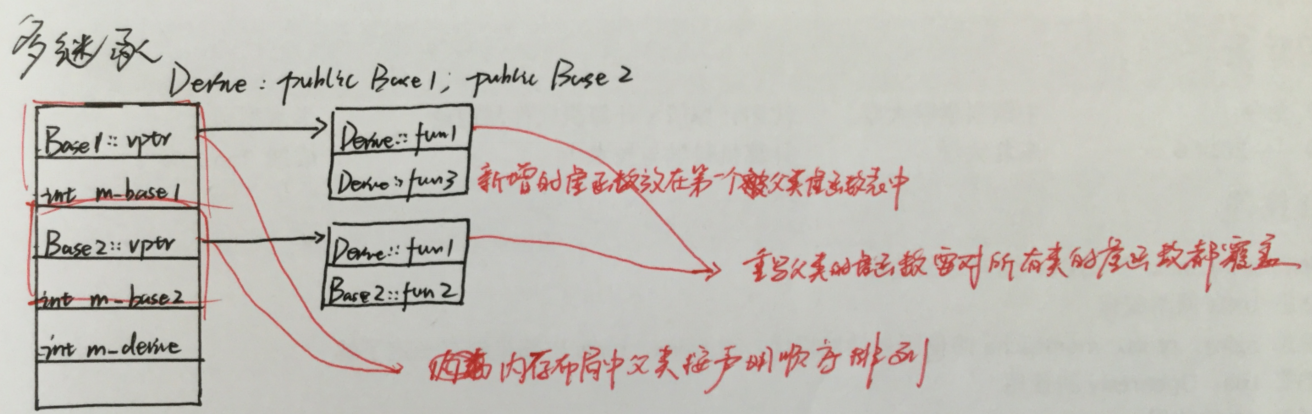 多继承
Derive : public Base1; public Base2
Base1::vptr
int m_base1
Base2::vptr
int m_base2
int m_derive
Derive::fun1
Derive::fun3
新增的虚函数放在第一个父类虚函数表中
Derive::fun1
Base2::fun2
重写父类的虚函数需对所有类的虚函数都覆盖
内存布局中父类按声明顺序排列